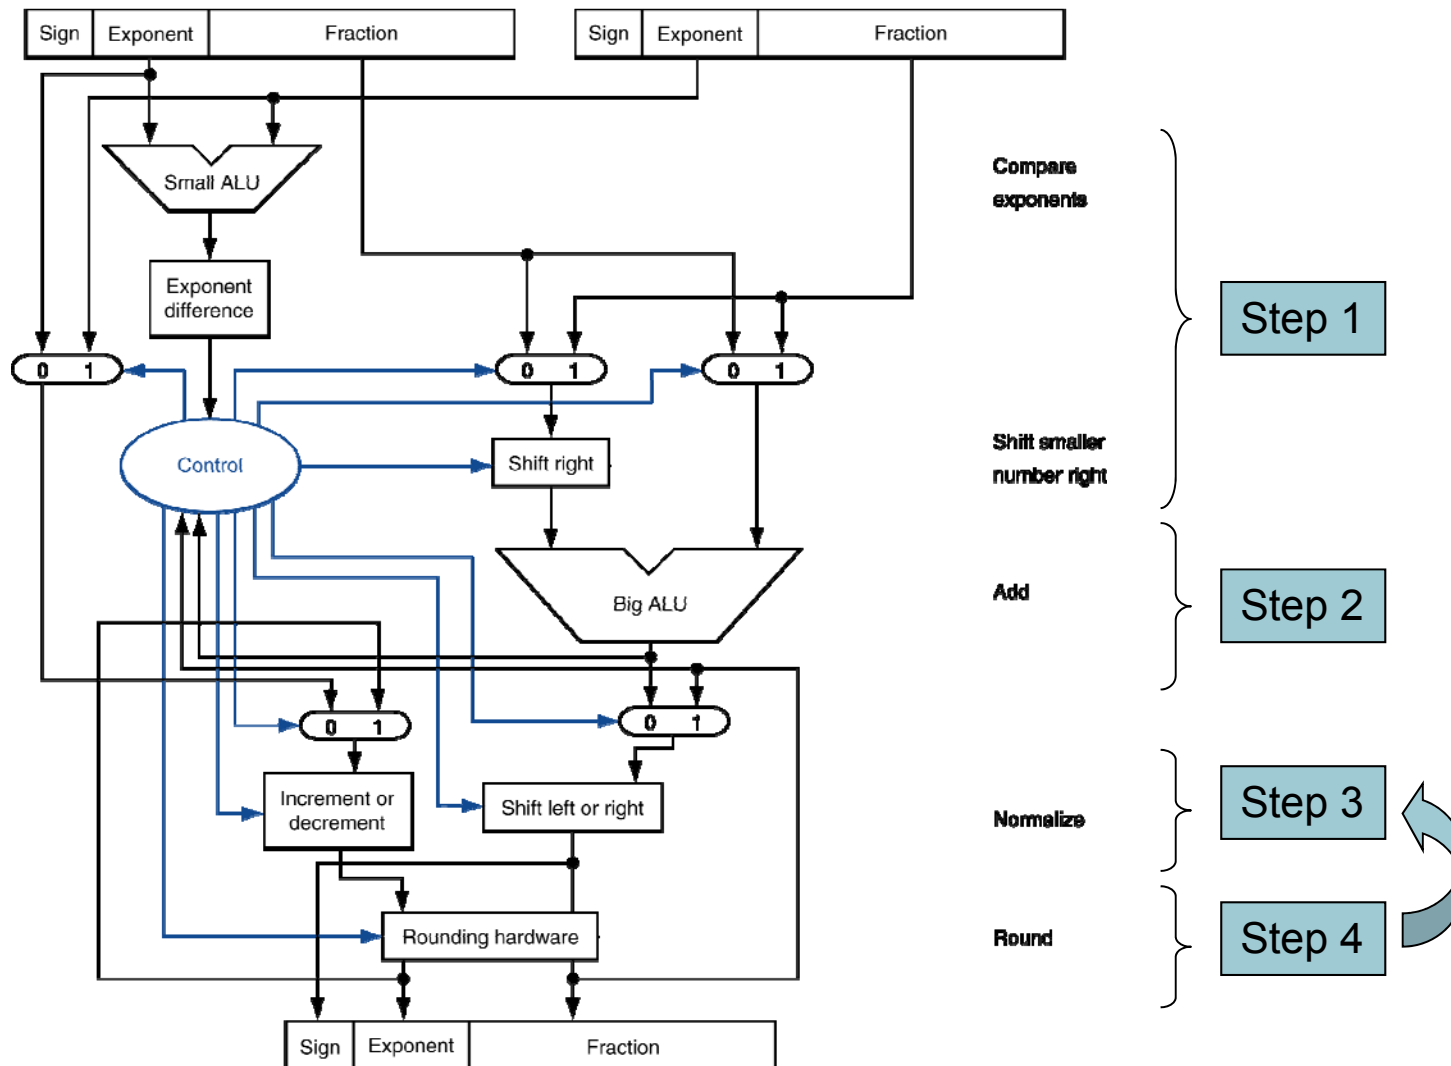 Sign Exponent Fraction
Sign Exponent Fraction
Small ALU
Compare
exponents
Exponent
difference
Step 1
0 1
0 1
0 1
Control
Shift right
Shift smaller
number right
Big ALU
Add
Step 2
0 1
0 1
Increment or
decrement
Shift left or right
Normalize
Step 3
Rounding hardware
Round
Step 4
Sign Exponent Fraction